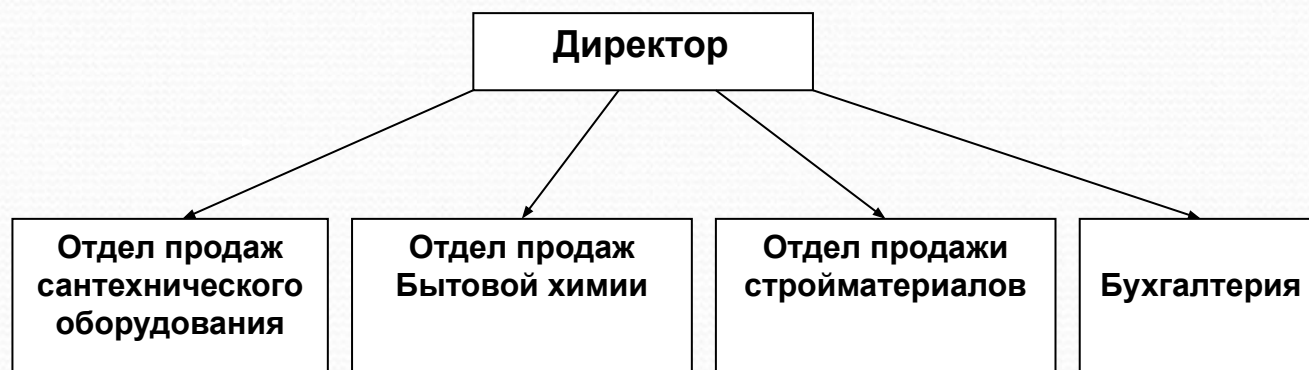 Директор
Отдел продаж
сантехнического
оборудования
Отдел продаж
Бытовой химии
Отдел продажи
стройматериалов
Бухгалтерия